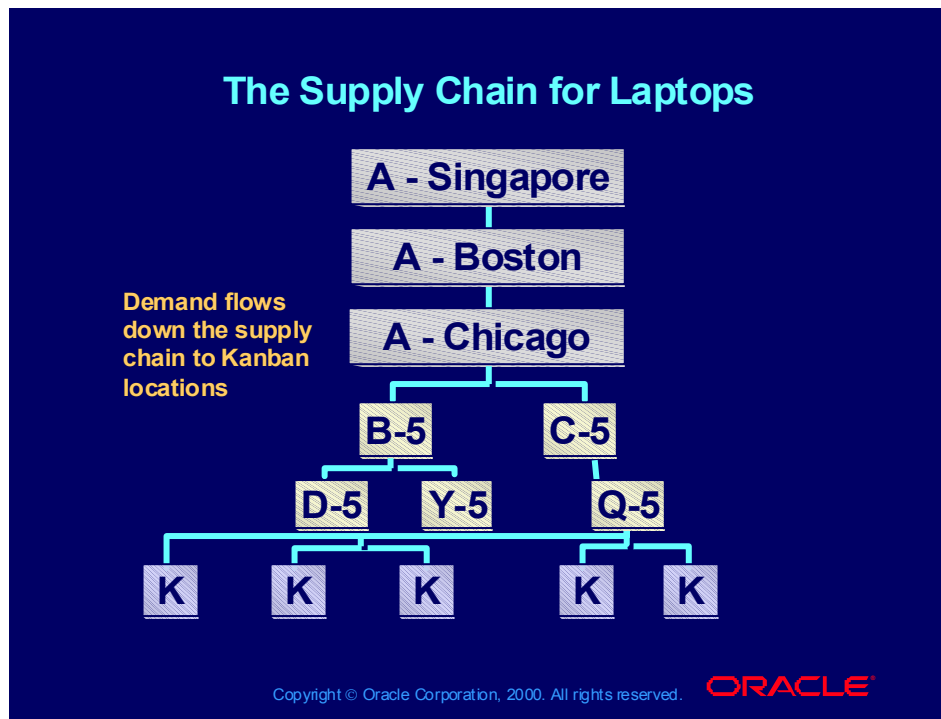 The Supply Chain for Laptops
A - Singapore
A - Boston
Demand flows
down the supply
chain to Kanban
locations
A - Chicago
B-5 C-5
D-5 Y-5 Q-5
K K K K K
Copyright © Oracle Corporation, 2000. All rights reserved.
ORACLE®